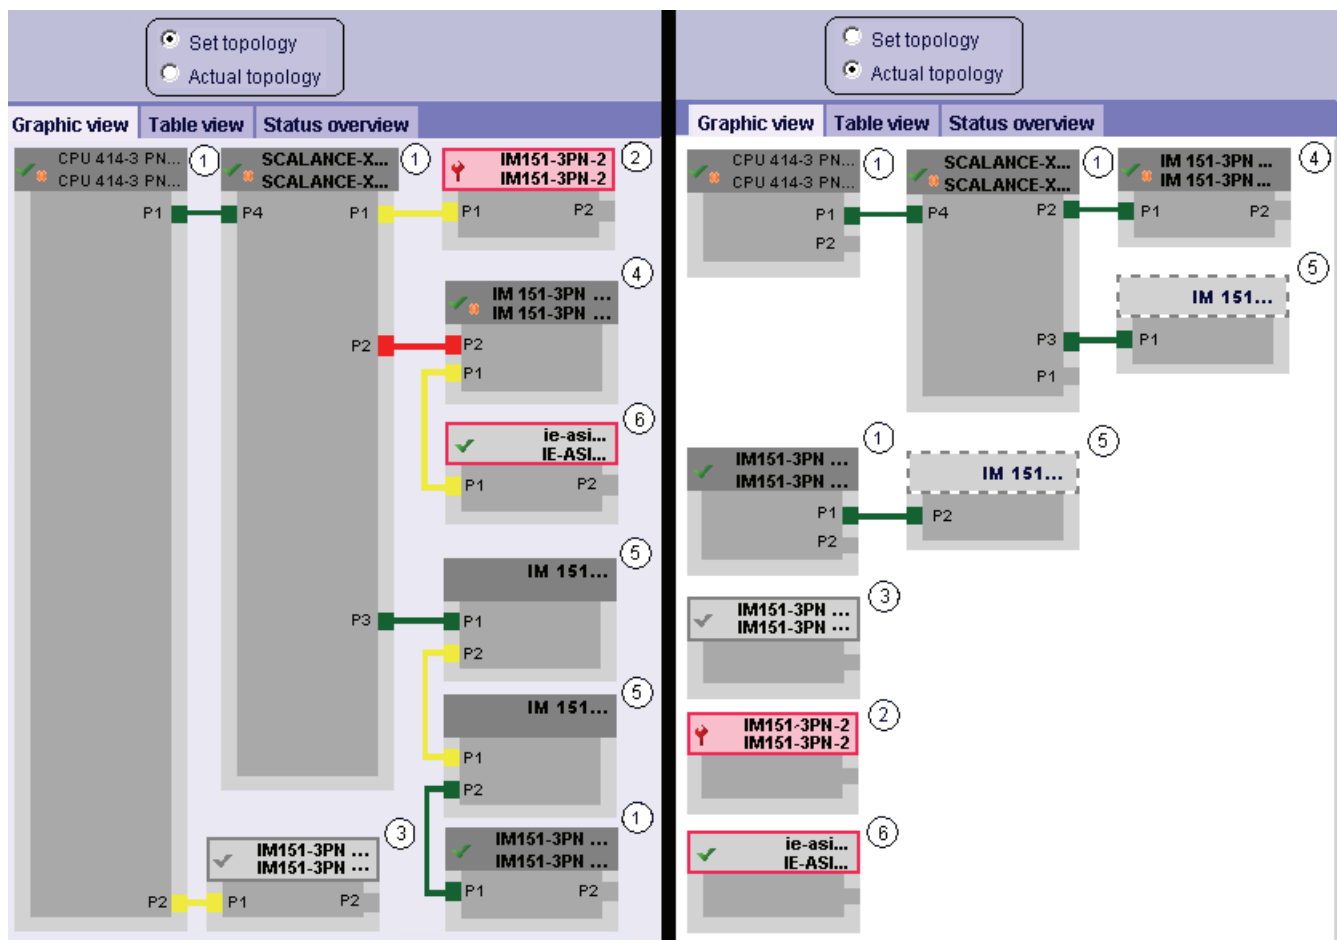 Set topology
Actual topology
Graphic view Table view Status overview
CPU 414-3 PN...
CPU 414-3 PN...
1
SCALANCE-X...
SCALANCE-X...
1
IM151-3PN-2
IM151-3PN-2
2
P1 P4 P1 P1 P2
4
IM 151-3PN ...
IM 151-3PN ...
P2 P2
P1
6
ie-asi...
IE-ASI...
P1 P2
5
IM 151...
P3 P1
P2
5
IM 151...
P1
P2
1
IM151-3PN ...
IM151-3PN ...
P1 P2
3
IM151-3PN ...
IM151-3PN ...
P2 P1 P2
Set topology
Actual topology
Graphic view Table view Status overview
CPU 414-3 PN...
CPU 414-3 PN...
1
SCALANCE-X...
SCALANCE-X...
1
IM 151-3PN ...
IM 151-3PN ...
4
P1 P4 P2 P1 P2
P2
5
IM 151...
P3 P1
P1
1
IM151-3PN ...
IM151-3PN ...
5
IM 151...
P1 P2
P2
3
IM151-3PN ...
IM151-3PN ...
2
IM151-3PN-2
IM151-3PN-2
6
ie-asi...
IE-ASI...